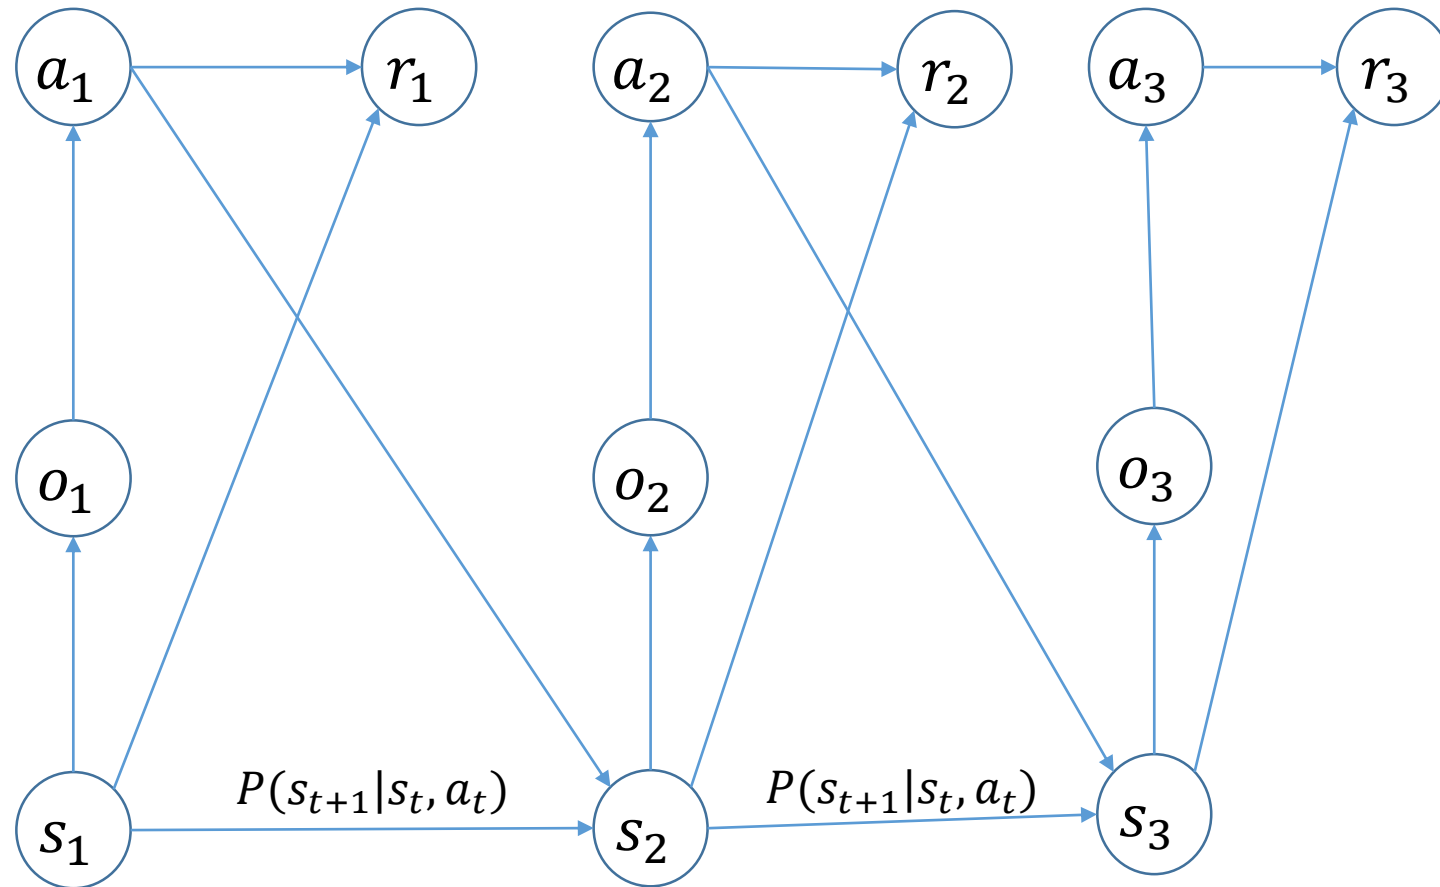 a₁ r₁ a₂ r₂ a₃ r₃
o₁ o₂ o₃
P(sₜ₊₁|sₜ, aₜ) P(sₜ₊₁|sₜ, aₜ)
s₁ s₂ s₃